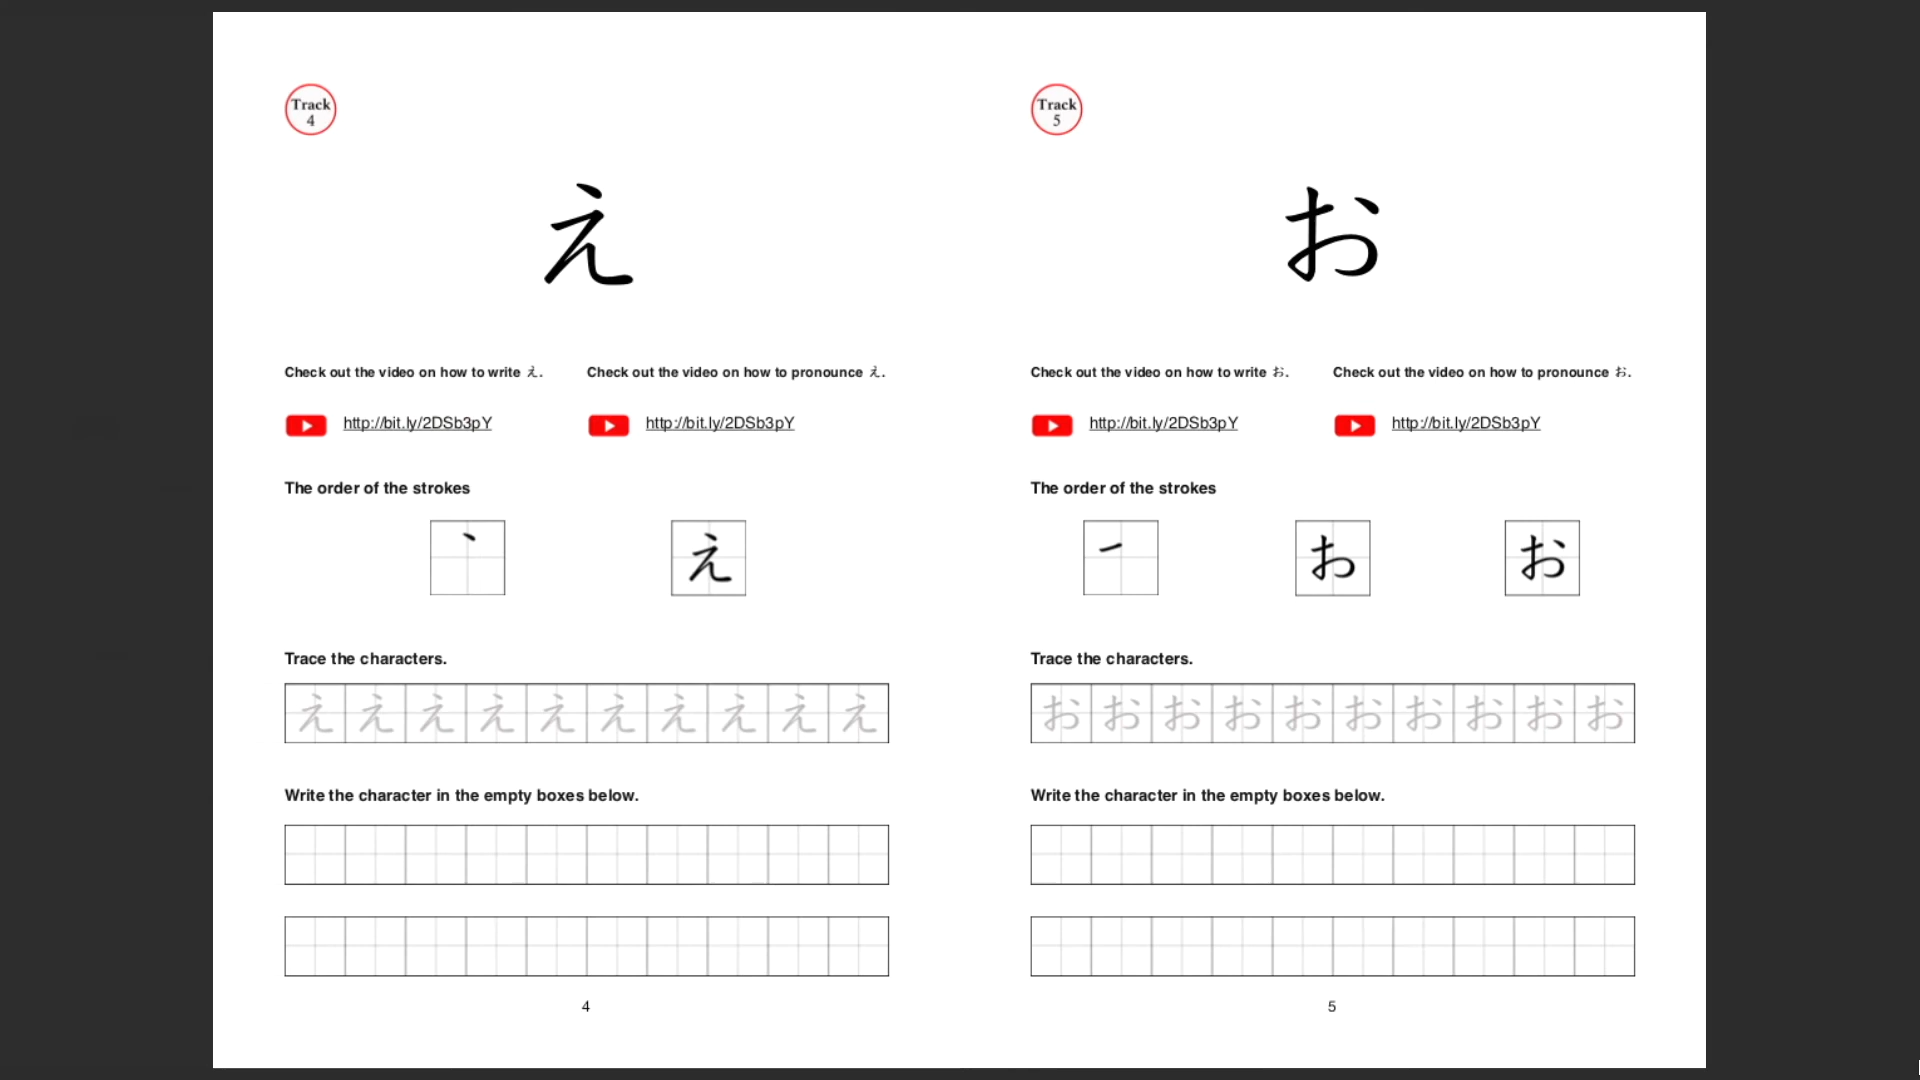 Track
4
え
Check out the video on how to write え.
Check out the video on how to pronounce え.
http://bit.ly/2DSb3pY
http://bit.ly/2DSb3pY
The order of the strokes
え
Trace the characters.
え え え え え え え え え え
Write the character in the empty boxes below.
4
Track
5
お
Check out the video on how to write お.
Check out the video on how to pronounce お.
http://bit.ly/2DSb3pY
http://bit.ly/2DSb3pY
The order of the strokes
お
Trace the characters.
お お お お お お お お お お
Write the character in the empty boxes below.
5